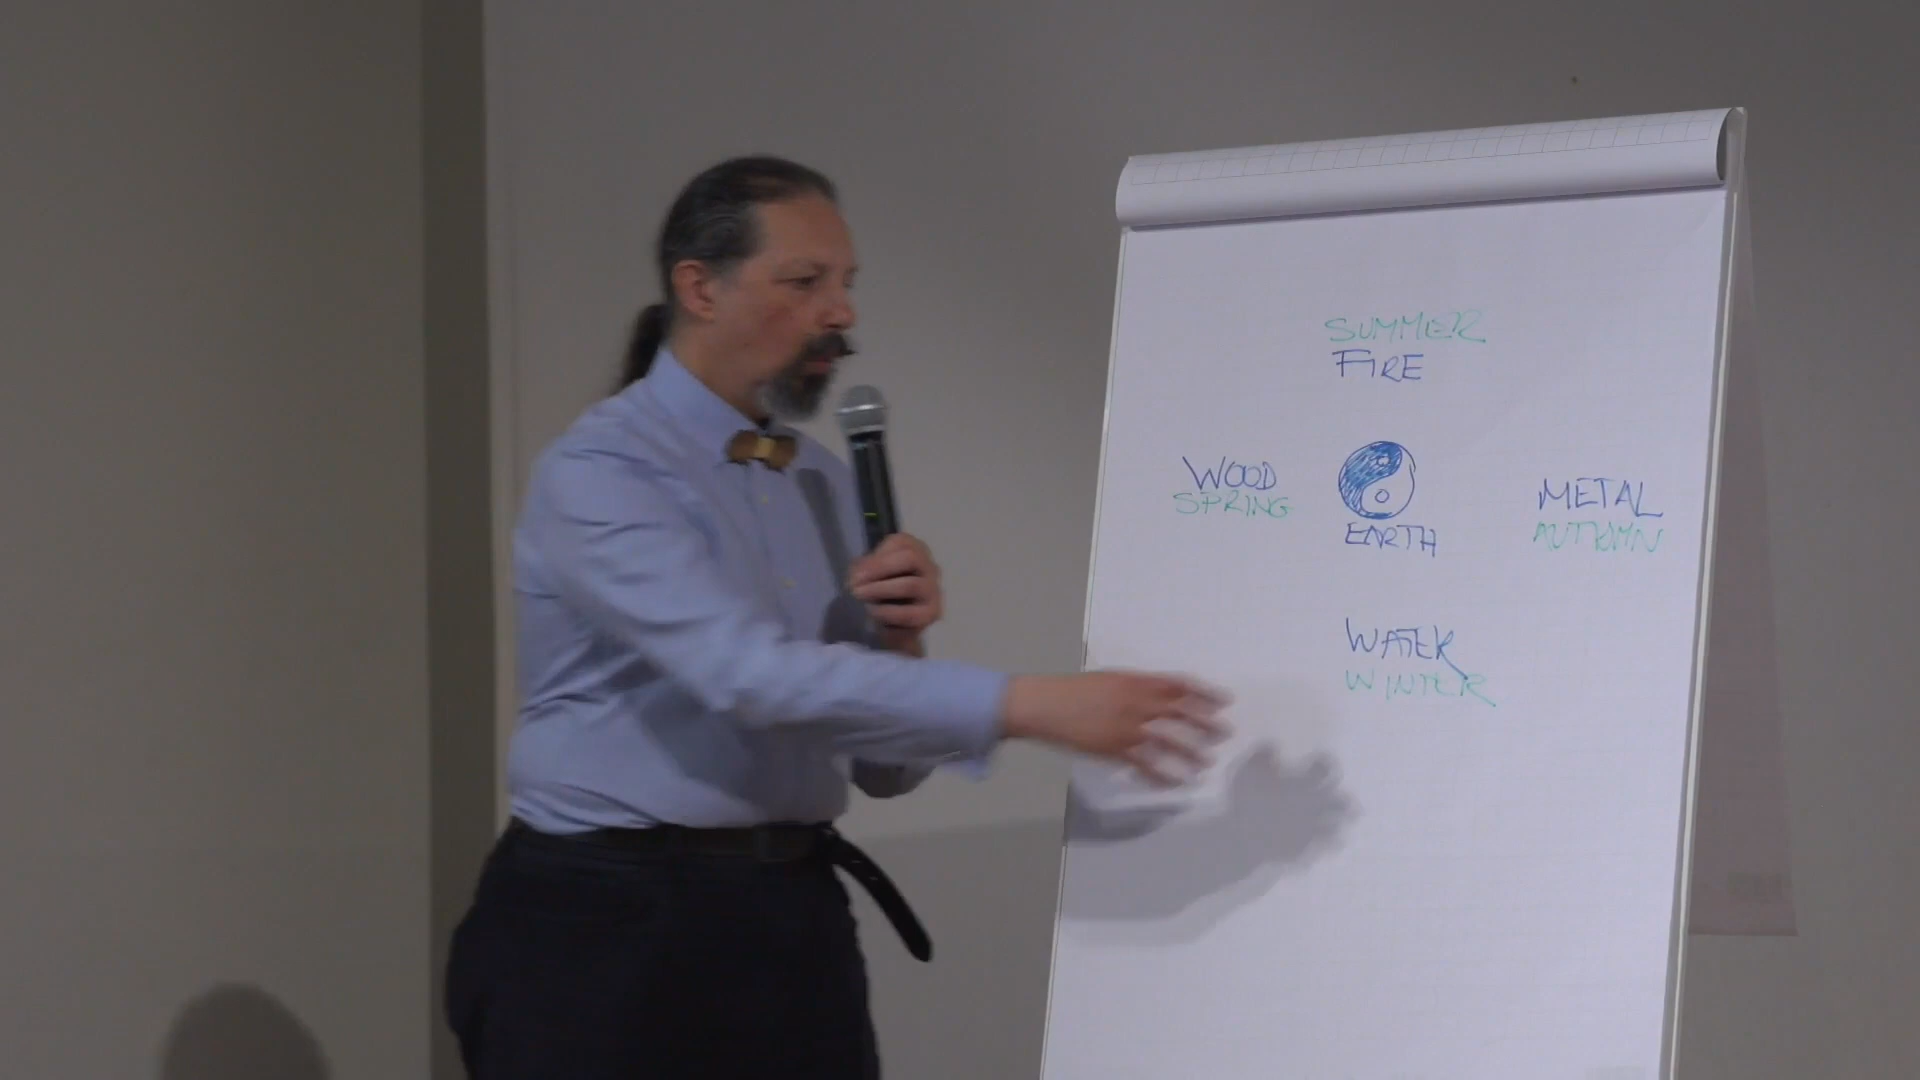 SUMMER
FIRE
WOOD
SPRING
EARTH
METAL
AUTUMN
WATER
WINTER